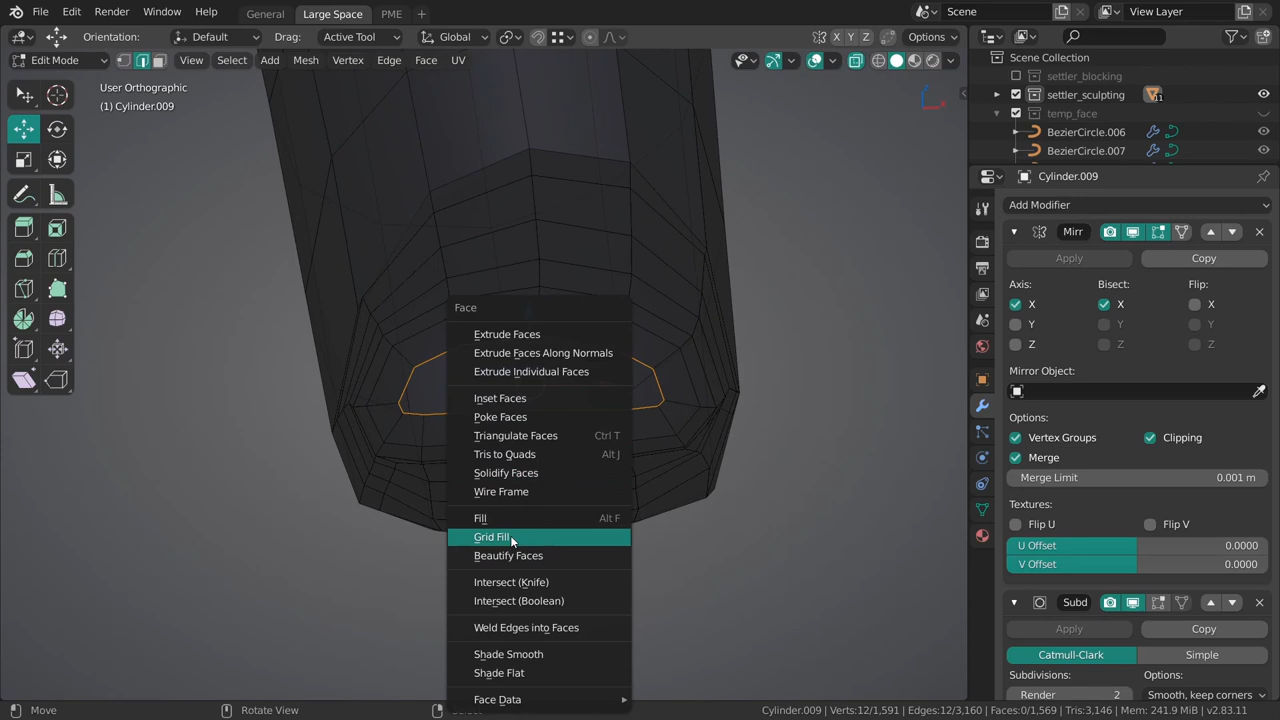 File Edit Render Window Help General Large Space PME + Scene View Layer
Orientation: Default Drag: Active Tool Global X Y Z Options
Edit Mode View Select Add Mesh Vertex Edge Face UV
User Orthographic
(1) Cylinder.009
Scene Collection
settler_blocking
settler_sculpting 11
temp_face
BezierCircle.006
BezierCircle.007
Cylinder.009
Add Modifier
Mirr
Apply Copy
Axis: Bisect: Flip:
X X X
Y Y Y
Z Z Z
Mirror Object:
Options:
Vertex Groups Clipping
Merge
Merge Limit 0.001 m
Textures:
Flip U Flip V
U Offset 0.0000
V Offset 0.0000
Subd
Apply Copy
Catmull-Clark Simple
Subdivisions: Options:
Render 2 Smooth, keep corners
Face
Extrude Faces
Extrude Faces Along Normals
Extrude Individual Faces
Inset Faces
Poke Faces
Triangulate Faces Ctrl T
Tris to Quads Alt J
Solidify Faces
Wire Frame
Fill Alt F
Grid Fill
Beautify Faces
Intersect (Knife)
Intersect (Boolean)
Weld Edges into Faces
Shade Smooth
Shade Flat
Face Data
Move Rotate View Cylinder.009 | Verts:12/1,591 | Edges:12/3,160 | Faces:0/1,569 | Tris:3,146 | Mem: 241.9 MiB | v2.83.11